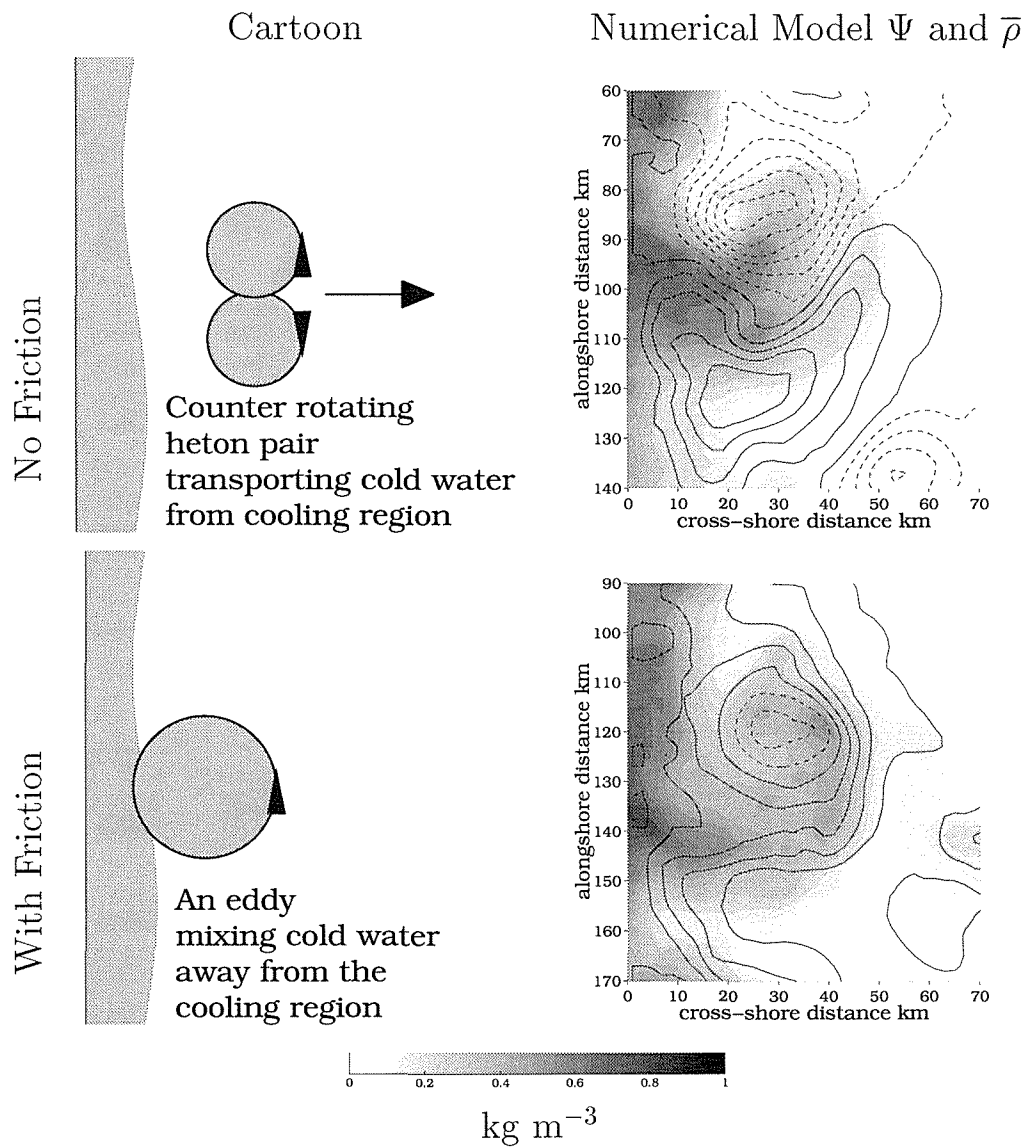 Cartoon
Numerical Model Ψ and ρ̅
No Friction
Counter rotating
heton pair
transporting cold water
from cooling region
alongshore distance km
60
70
80
90
100
110
120
130
140
0 10 20 30 40 50 60 70
cross-shore distance km
With Friction
An eddy
mixing cold water
away from the
cooling region
alongshore distance km
90
100
110
120
130
140
150
160
170
0 10 20 30 40 50 60 70
cross-shore distance km
0 0.2 0.4 0.6 0.8 1
kg m⁻³